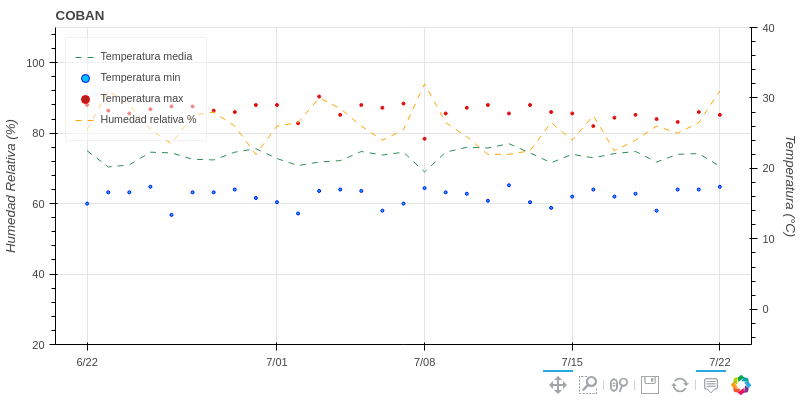 COBAN
Temperatura media
Temperatura min
Temperatura max
Humedad relativa %
Humedad Relativa (%)
100
80
60
40
20
Temperatura (°C)
40
30
20
10
0
6/22
7/01
7/08
7/15
7/22